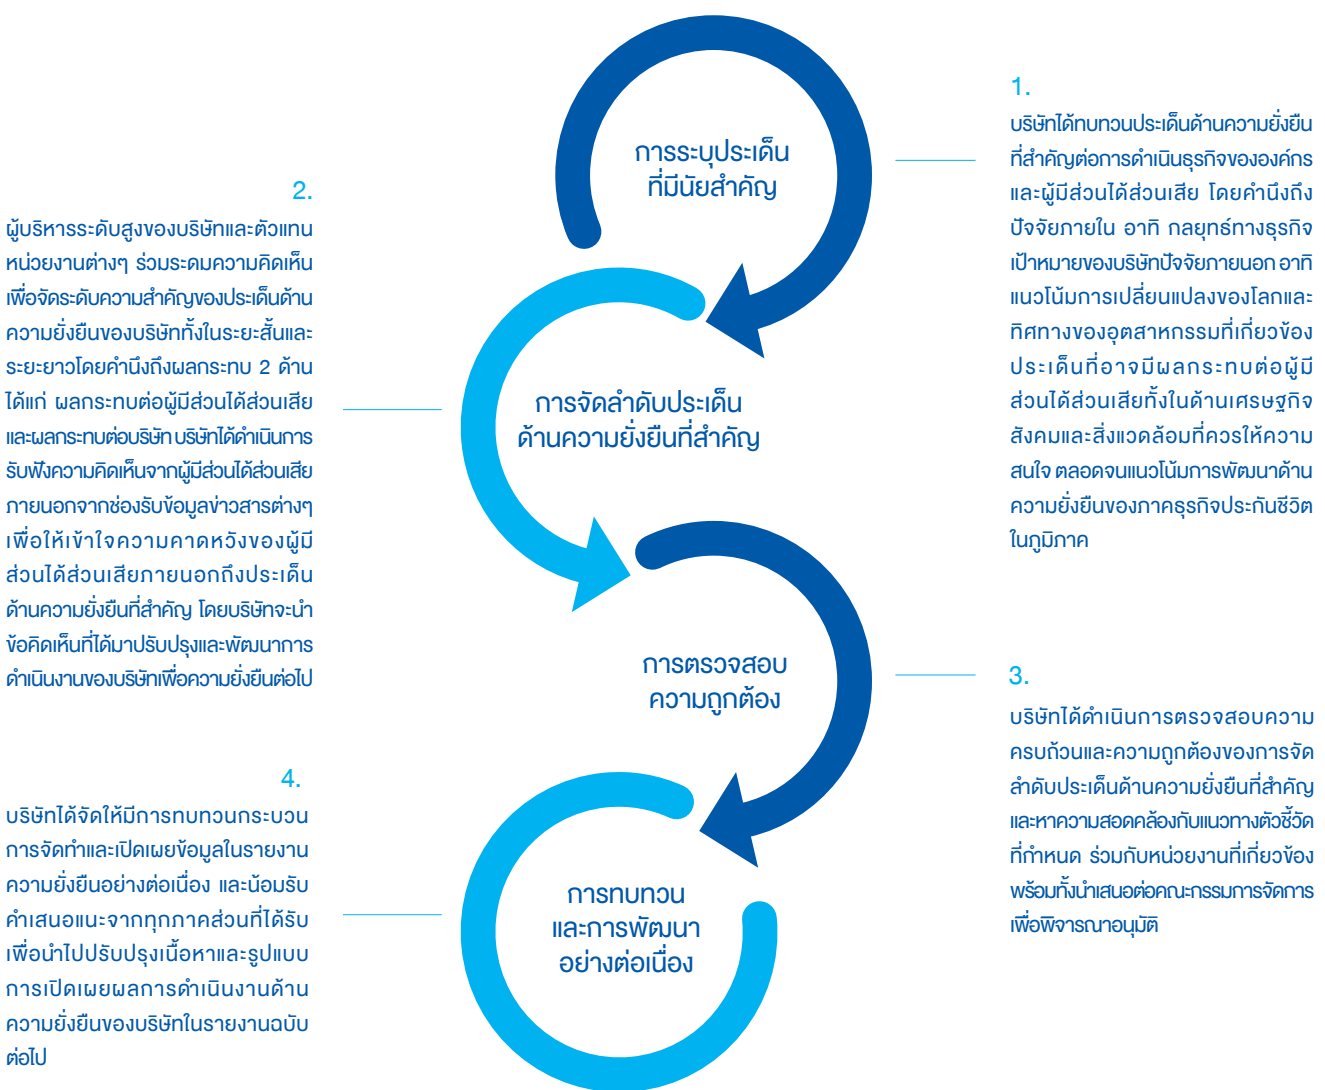 การระบุประเด็น
ที่มีนัยสำคัญ
1.
บริษัทได้ทบทวนประเด็นด้านความยั่งยืน
ที่สำคัญต่อการดำเนินธุรกิจขององค์กร
และผู้มีส่วนได้ส่วนเสีย โดยคำนึงถึง
ปัจจัยภายใน อาทิ กลยุทธ์ทางธุรกิจ
เป้าหมายของบริษัทปัจจัยภายนอก อาทิ
แนวโน้มการเปลี่ยนแปลงของโลกและ
ทิศทางของอุตสาหกรรมที่เกี่ยวข้อง
ประเด็นที่อาจมีผลกระทบต่อผู้มี
ส่วนได้ส่วนเสียทั้งในด้านเศรษฐกิจ
สังคมและสิ่งแวดล้อมที่ควรให้ความ
สนใจ ตลอดจนแนวโน้มการพัฒนาด้าน
ความยั่งยืนของภาคธุรกิจประกันชีวิต
ในภูมิภาค
2.
ผู้บริหารระดับสูงของบริษัทและตัวแทน
หน่วยงานต่างๆ ร่วมระดมความคิดเห็น
เพื่อจัดระดับความสำคัญของประเด็นด้าน
ความยั่งยืนของบริษัททั้งในระยะสั้นและ
ระยะยาวโดยคำนึงถึงผลกระทบ 2 ด้าน
ได้แก่ ผลกระทบต่อผู้มีส่วนได้ส่วนเสีย
และผลกระทบต่อบริษัท บริษัทได้ดำเนินการ
รับฟังความคิดเห็นจากผู้มีส่วนได้ส่วนเสีย
ภายนอกจากช่องรับข้อมูลข่าวสารต่างๆ
เพื่อให้เข้าใจความคาดหวังของผู้มี
ส่วนได้ส่วนเสียภายนอกถึงประเด็น
ด้านความยั่งยืนที่สำคัญ โดยบริษัทจะนำ
ข้อคิดเห็นที่ได้มาปรับปรุงและพัฒนาการ
ดำเนินงานของบริษัทเพื่อความยั่งยืนต่อไป
การจัดลำดับประเด็น
ด้านความยั่งยืนที่สำคัญ
การตรวจสอบ
ความถูกต้อง
3.
บริษัทได้ดำเนินการตรวจสอบความ
ครบถ้วนและความถูกต้องของการจัด
ลำดับประเด็นด้านความยั่งยืนที่สำคัญ
และหาความสอดคล้องกับแนวทางตัวชี้วัด
ที่กำหนด ร่วมกับหน่วยงานที่เกี่ยวข้อง
พร้อมทั้งนำเสนอต่อคณะกรรมการจัดการ
เพื่อพิจารณาอนุมัติ
4.
บริษัทได้จัดให้มีการทบทวนกระบวน
การจัดทำและเปิดเผยข้อมูลในรายงาน
ความยั่งยืนอย่างต่อเนื่อง และน้อมรับ
คำเสนอแนะจากทุกภาคส่วนที่ได้รับ
เพื่อนำไปปรับปรุงเนื้อหาและรูปแบบ
การเปิดเผยผลการดำเนินงานด้าน
ความยั่งยืนของบริษัทในรายงานฉบับ
ต่อไป
การทบทวน
และการพัฒนา
อย่างต่อเนื่อง